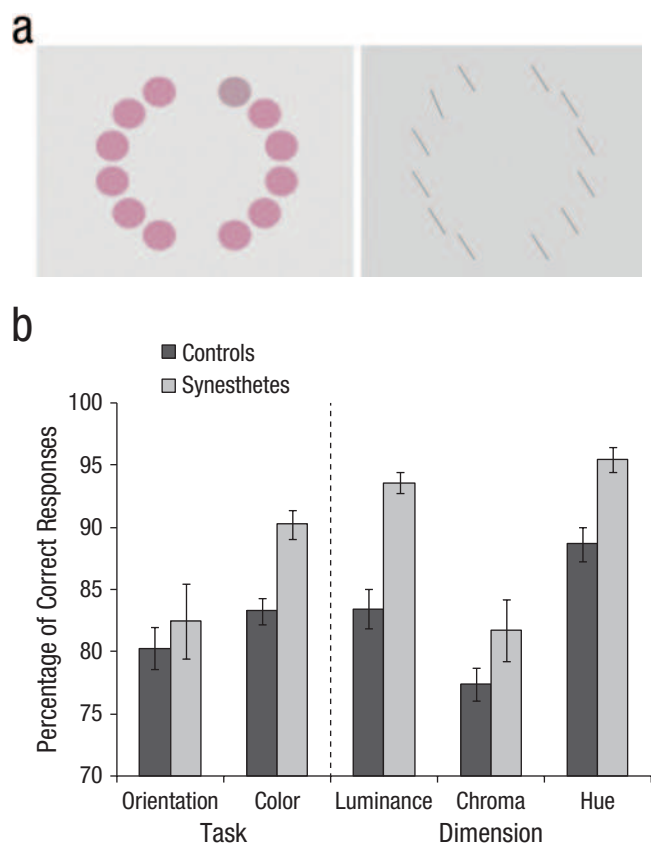 a
b
Controls
Synesthetes
Percentage of Correct Responses
100
95
90
85
80
75
70
Orientation Color Luminance Chroma Hue
Task Dimension